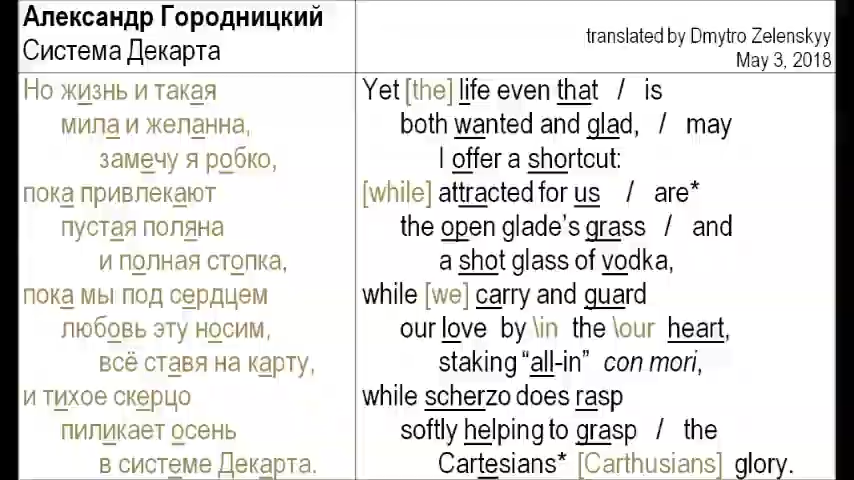 Александр Городницкий
Система Декарта
translated by Dmytro Zelenskyy
May 3, 2018
Но жизнь и такая
мила и желанна,
замечу я робко,
пока привлекают
пустая поляна
и полная стопка,
пока мы под сердцем
любовь эту носим,
всё ставя на карту,
и тихое скерцо
пиликает осень
в системе Декарта.
Yet [the] life even that / is
both wanted and glad, / may
I offer a shortcut:
[while] attracted for us / are*
the open glade's grass / and
a shot glass of vodka,
while [we] carry and guard
our love by \in the \our heart,
staking “all-in” con mori,
while scherzo does rasp
softly helping to grasp / the
Cartesians* [Carthusians] glory.